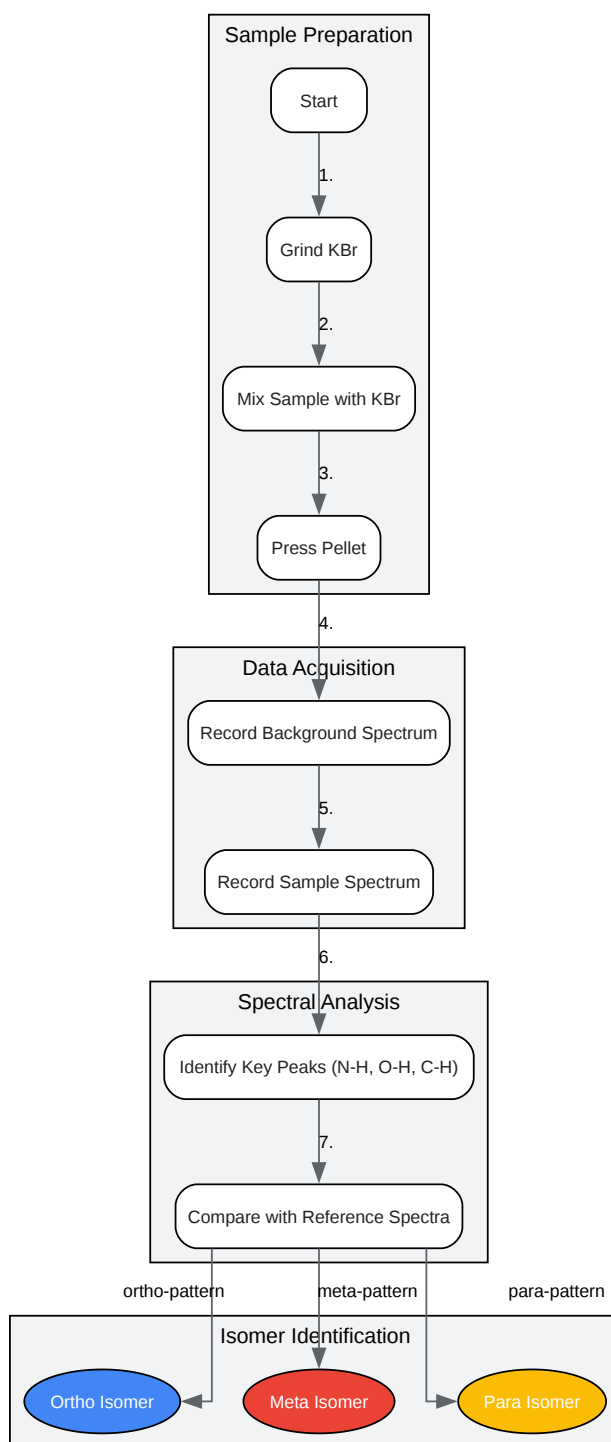 Sample Preparation
Start
1.
Grind KBr
2.
Mix Sample with KBr
3.
Press Pellet
4.
Data Acquisition
Record Background Spectrum
5.
Record Sample Spectrum
6.
Spectral Analysis
Identify Key Peaks (N-H, O-H, C-H)
7.
Compare with Reference Spectra
ortho-pattern meta-pattern para-pattern
Isomer Identification
Ortho Isomer Meta Isomer Para Isomer